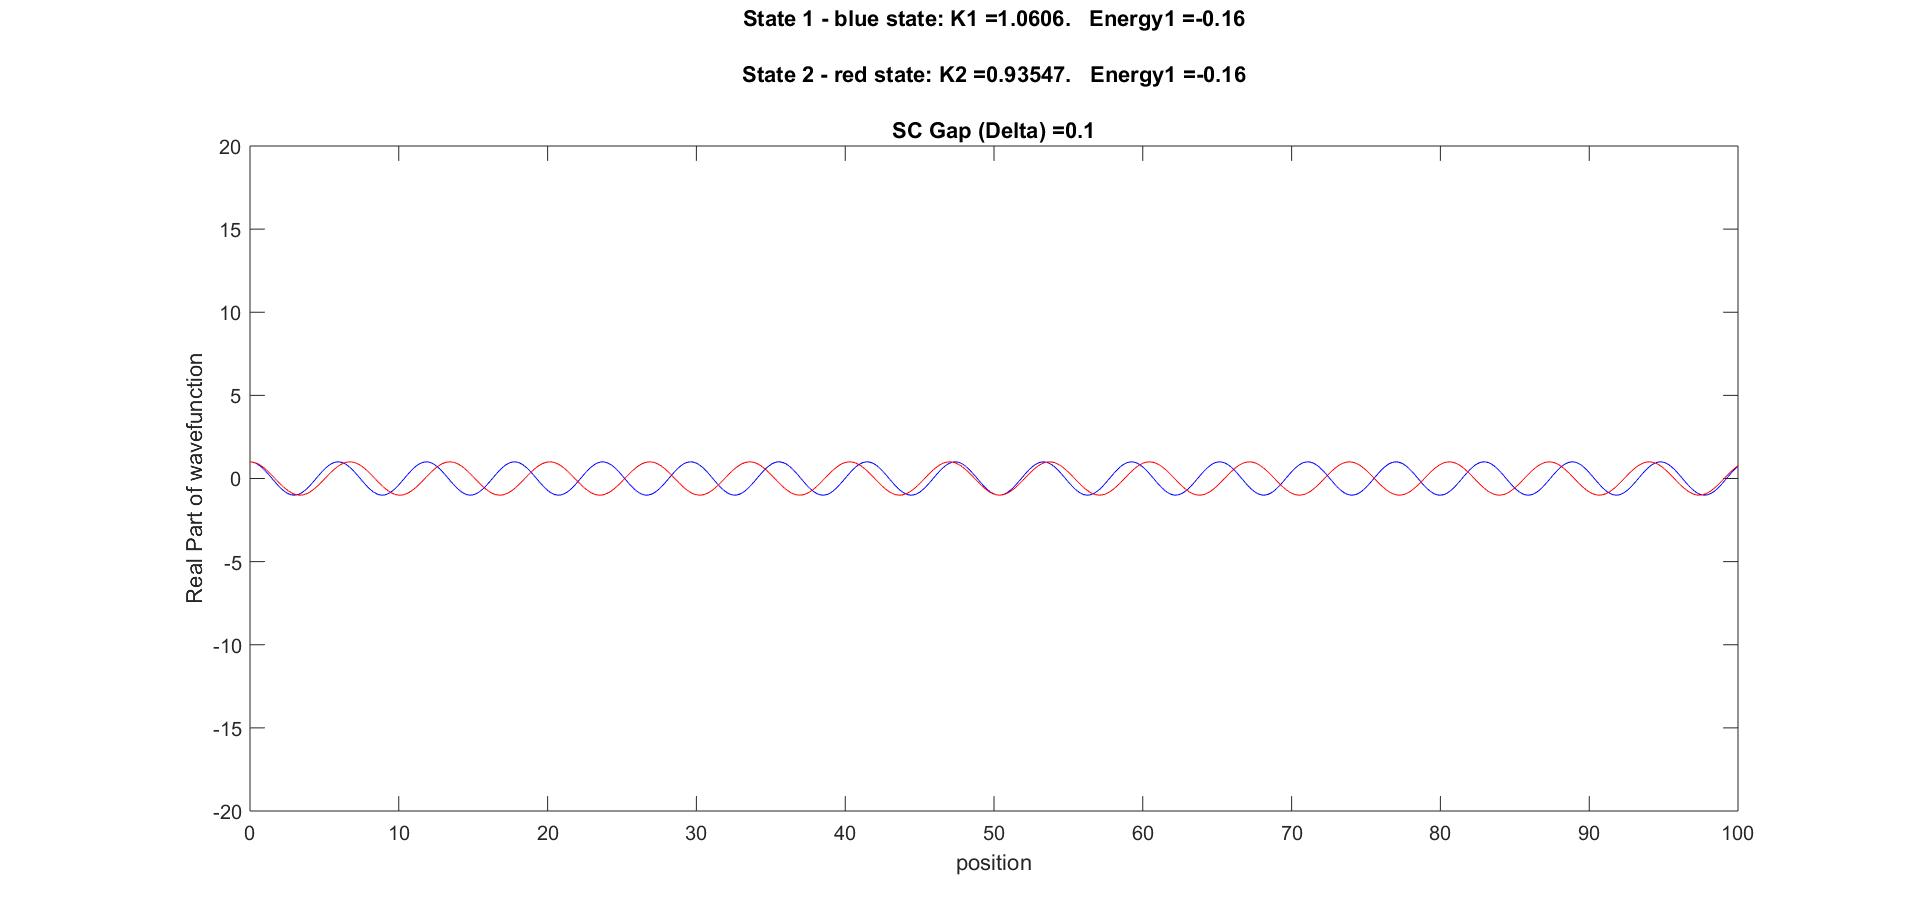 State 1 - blue state: K1 =1.0606.   Energy1 =-0.16
State 2 - red state: K2 =0.93547.   Energy1 =-0.16
SC Gap (Delta) =0.1
20
15
10
5
0
-5
-10
-15
-20
Real Part of wavefunction
0 10 20 30 40 50 60 70 80 90 100
position